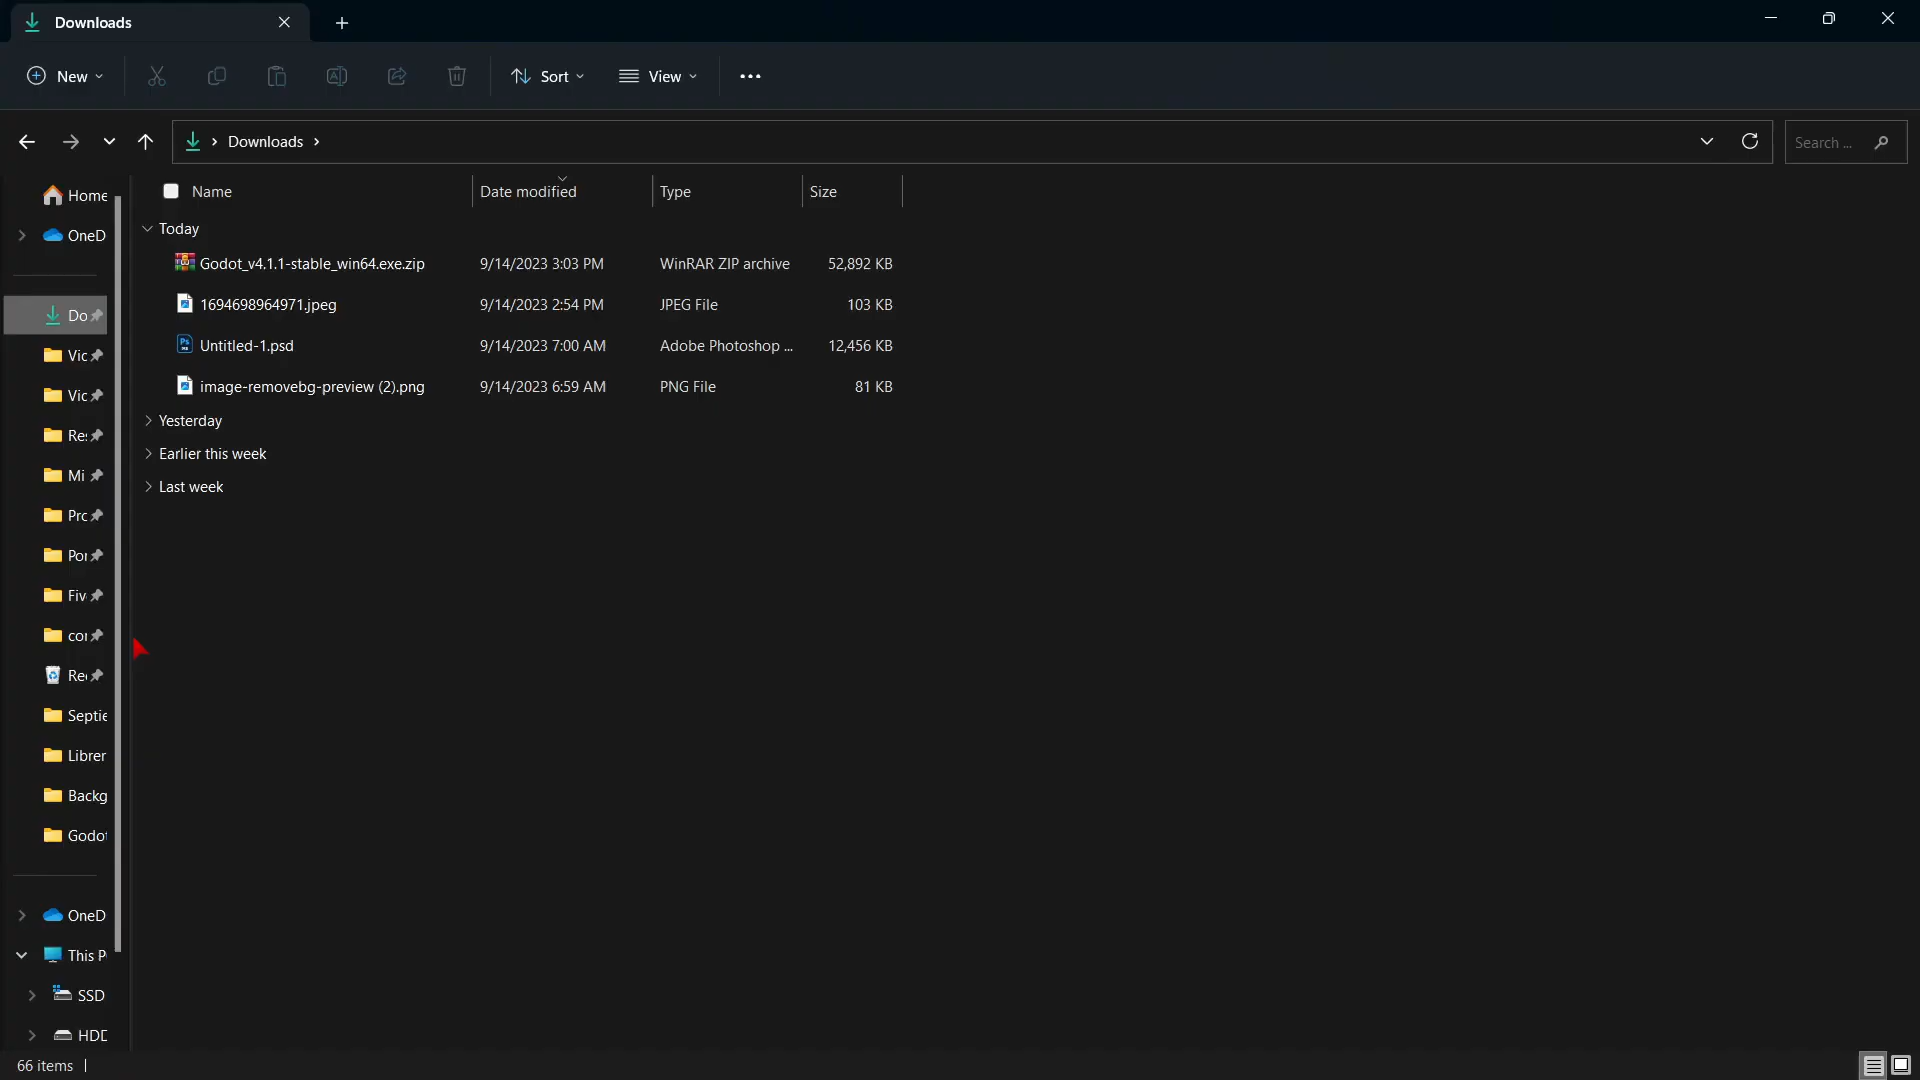 Downloads
New
Sort
View
Downloads
Search ...
Home
OneD
Do
Vic
Vic
Re:
Mi
Prc
Poi
Fiv
coi
Rec
Septie
Librer
Backg
Godot
OneD
This P
SSD
HDD
Name Date modified Type Size
Today
Godot_v4.1.1-stable_win64.exe.zip 9/14/2023 3:03 PM WinRAR ZIP archive 52,892 KB
1694698964971.jpeg 9/14/2023 2:54 PM JPEG File 103 KB
Untitled-1.psd 9/14/2023 7:00 AM Adobe Photoshop ... 12,456 KB
image-removebg-preview (2).png 9/14/2023 6:59 AM PNG File 81 KB
Yesterday
Earlier this week
Last week
66 items